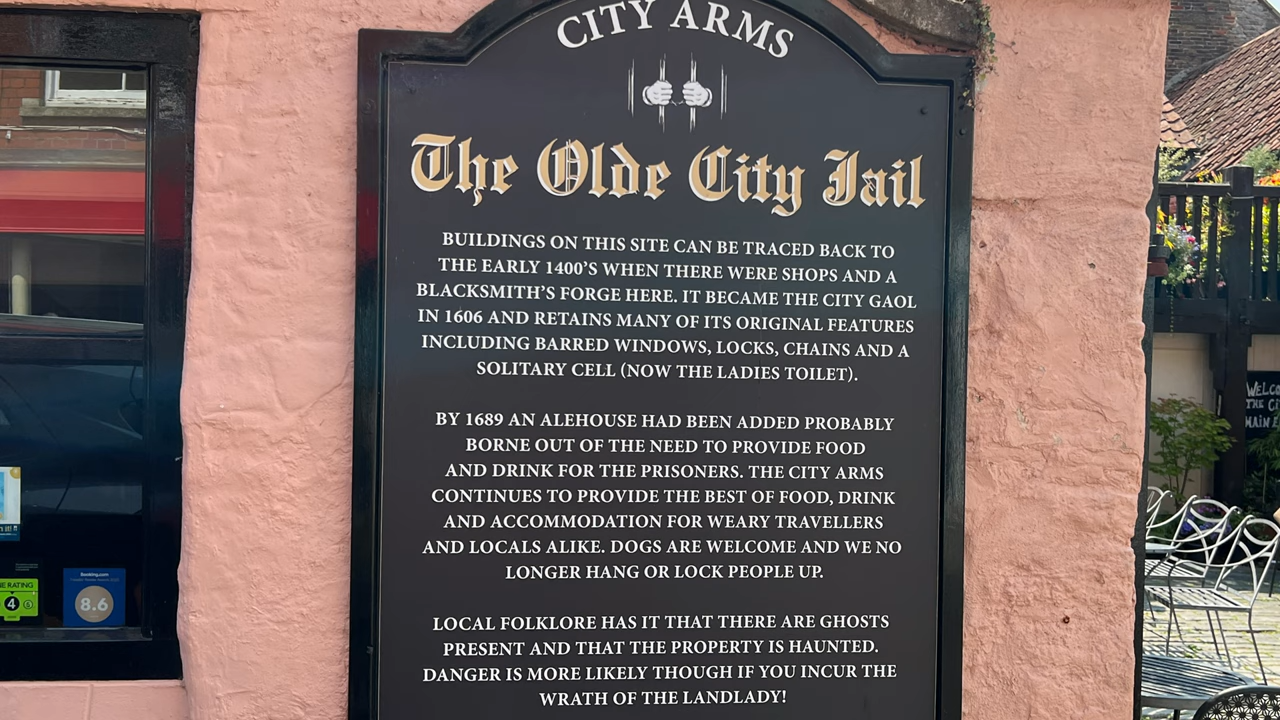 CITY ARMS
The Olde City Jail
BUILDINGS ON THIS SITE CAN BE TRACED BACK TO
THE EARLY 1400'S WHEN THERE WERE SHOPS AND A
BLACKSMITH'S FORGE HERE. IT BECAME THE CITY GAOL
IN 1606 AND RETAINS MANY OF ITS ORIGINAL FEATURES
INCLUDING BARRED WINDOWS, LOCKS, CHAINS AND A
SOLITARY CELL (NOW THE LADIES TOILET).
BY 1689 AN ALEHOUSE HAD BEEN ADDED PROBABLY
BORNE OUT OF THE NEED TO PROVIDE FOOD
AND DRINK FOR THE PRISONERS. THE CITY ARMS
CONTINUES TO PROVIDE THE BEST OF FOOD, DRINK
AND ACCOMMODATION FOR WEARY TRAVELLERS
AND LOCALS ALIKE. DOGS ARE WELCOME AND WE NO
LONGER HANG OR LOCK PEOPLE UP.
LOCAL FOLKLORE HAS IT THAT THERE ARE GHOSTS
PRESENT AND THAT THE PROPERTY IS HAUNTED.
DANGER IS MORE LIKELY THOUGH IF YOU INCUR THE
WRATH OF THE LANDLADY!
RATING
4
Booking.com
8.6
THE